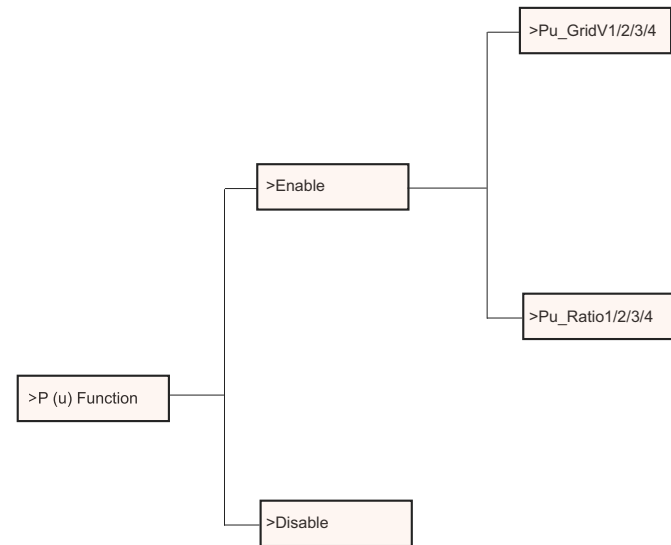 >Pu_GridV1/2/3/4
>Enable
>Pu_Ratio1/2/3/4
>P (u) Function
>Disable